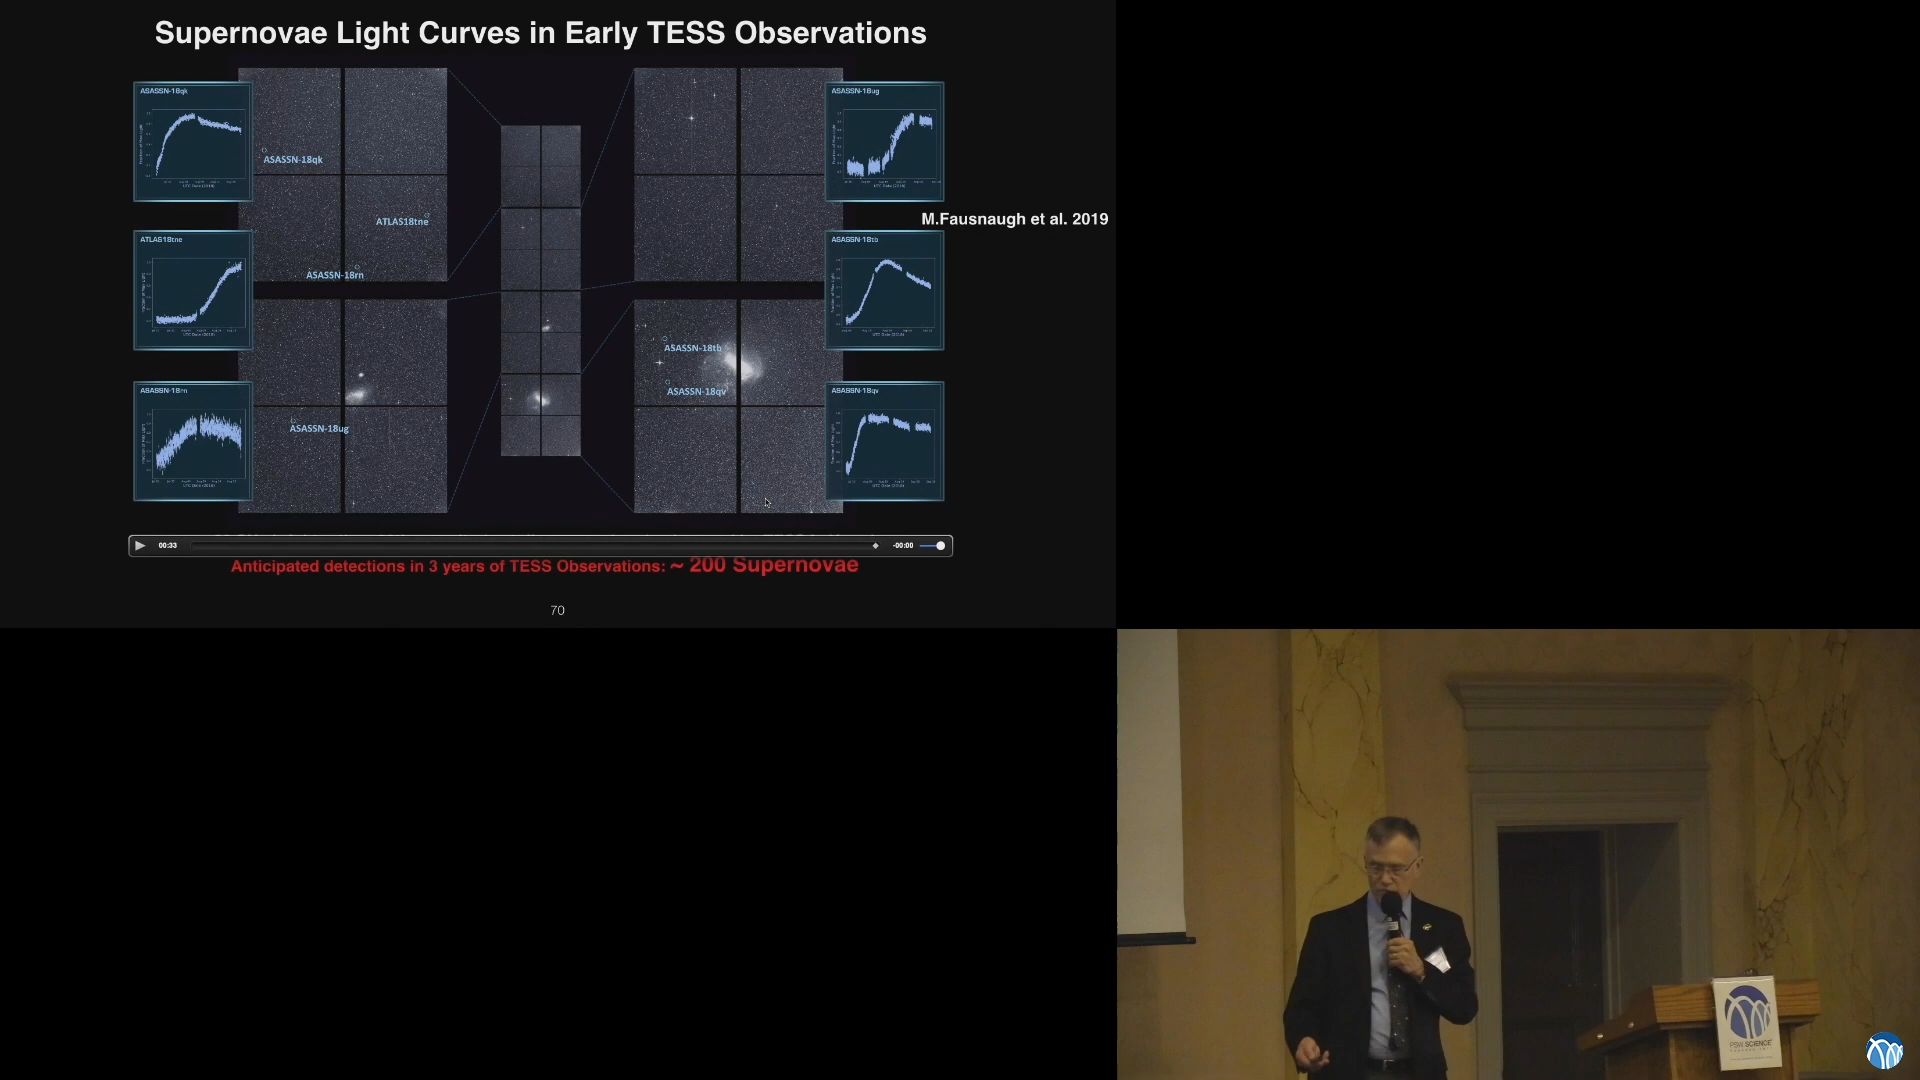 Supernovae Light Curves in Early TESS Observations
ASASSN-18qk
ASASSN-18qk
ATLAS18tne
ATLAS18tne
ASASSN-18rn
ASASSN-18rn
ASASSN-18ug
ASASSN-18ug
M.Fausnaugh et al. 2019
ASASSN-18tb
ASASSN-18tb
ASASSN-18qv
ASASSN-18qv
00:33
-00:00
Anticipated detections in 3 years of TESS Observations: ~ 200 Supernovae
70
PSW SCIENCE